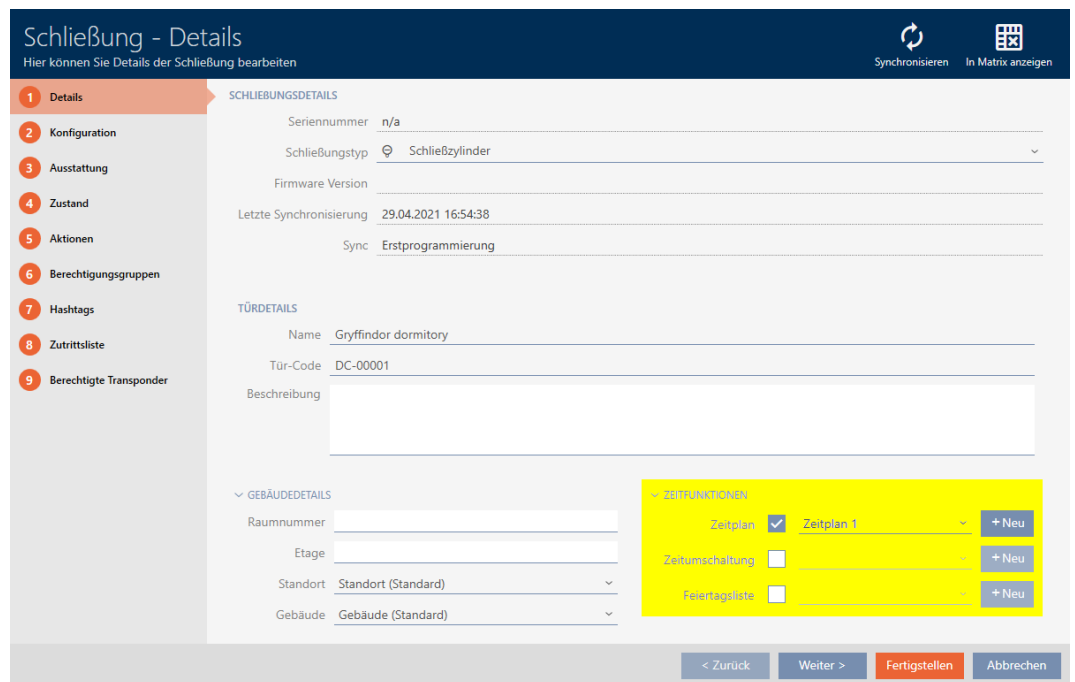 Schließung - Details
Hier können Sie Details der Schließung bearbeiten
Synchronisieren
In Matrix anzeigen
1 Details
2 Konfiguration
3 Ausstattung
4 Zustand
5 Aktionen
6 Berechtigungsgruppen
7 Hashtags
8 Zutrittsliste
9 Berechtigte Transponder
SCHLIEßUNGSDETAILS
Seriennummer n/a
Schließungstyp Schließzylinder
Firmware Version
Letzte Synchronisierung 29.04.2021 16:54:38
Sync Erstprogrammierung
TÜRDETAILS
Name Gryffindor dormitory
Tür-Code DC-00001
Beschreibung
GEBÄUDEDETAILS
Raumnummer
Etage
Standort Standort (Standard)
Gebäude Gebäude (Standard)
ZEITFUNKTIONEN
Zeitplan Zeitplan 1 +Neu
Zeitumschaltung +Neu
Feiertagsliste +Neu
< Zurück
Weiter >
Fertigstellen
Abbrechen